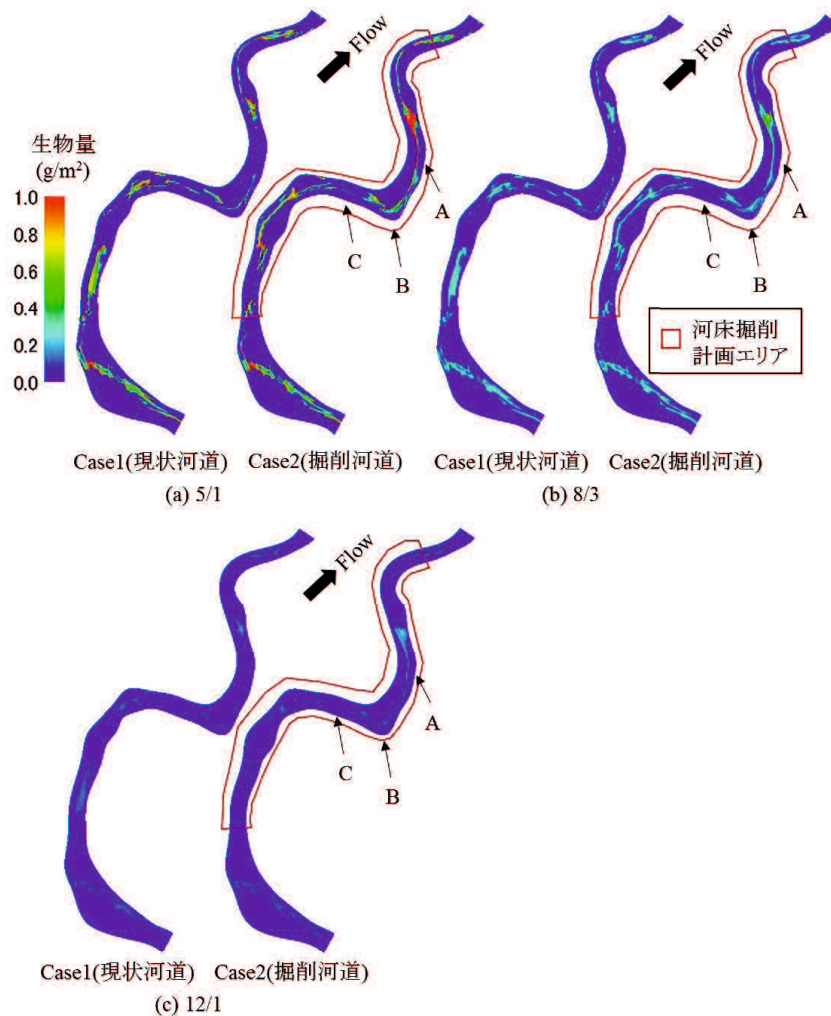 Flow
Flow
生物量
(g/m²)
1.0
0.8
0.6
0.4
0.2
0.0
A
B
C
A
B
C
河床掘削
計画エリア
Case1(現状河道)
Case2(掘削河道)
Case1(現状河道)
Case2(掘削河道)
(a) 5/1
(b) 8/3
Flow
A
B
C
Case1(現状河道)
Case2(掘削河道)
(c) 12/1